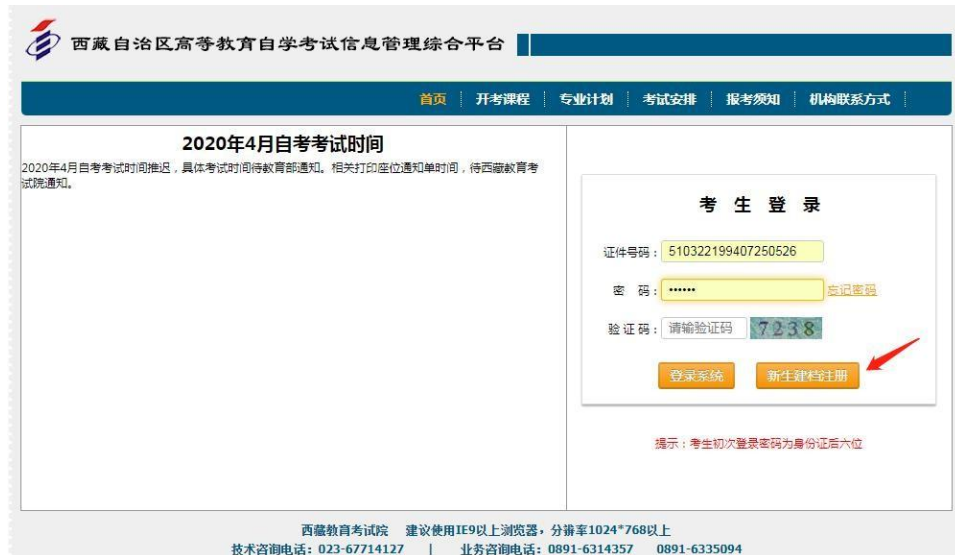 西藏自治区高等教育自学考试信息管理综合平台
首页 开考课程 专业计划 考试安排 报考须知 机构联系方式
2020年4月自考考试时间
2020年4月自考考试时间推迟，具体考试时间待教育部通知。相关打印座位通知单时间，待西藏教育考
试院通知。
考生登录
证件号码： 510322199407250526
密 码： •••••• 忘记密码
验证码： 请输验证码 7238
登录系统 新生建档注册
提示：考生初次登录密码为身份证后六位
西藏教育考试院 建议使用IE9以上浏览器，分辨率1024*768以上
技术咨询电话：023-67714127 | 业务咨询电话：0891-6314357 0891-6335094